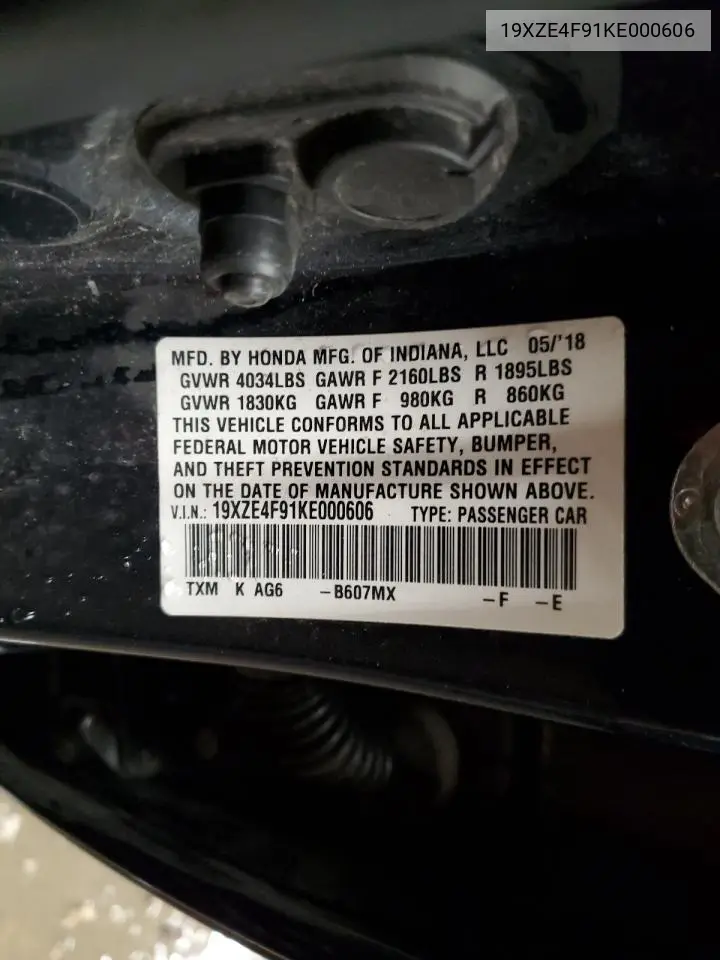 19XZE4F91KE000606
MFD. BY HONDA MFG. OF INDIANA, LLC 05/'18
GVWR 4034LBS GAWR F 2160LBS R 1895LBS
GVWR 1830KG GAWR F 980KG R 860KG
THIS VEHICLE CONFORMS TO ALL APPLICABLE
FEDERAL MOTOR VEHICLE SAFETY, BUMPER,
AND THEFT PREVENTION STANDARDS IN EFFECT
ON THE DATE OF MANUFACTURE SHOWN ABOVE.
V.I.N.: 19XZE4F91KE000606 TYPE: PASSENGER CAR
TXM K AG6 -B607MX -F -E